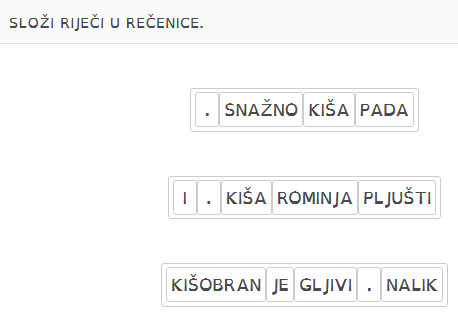 SLOŽI RIJEČI U REČENICE.
. SNAŽNO KIŠA PADA
I . KIŠA ROMINJA PLJUŠTI
KIŠOBRAN JE GLJIVI . NALIK